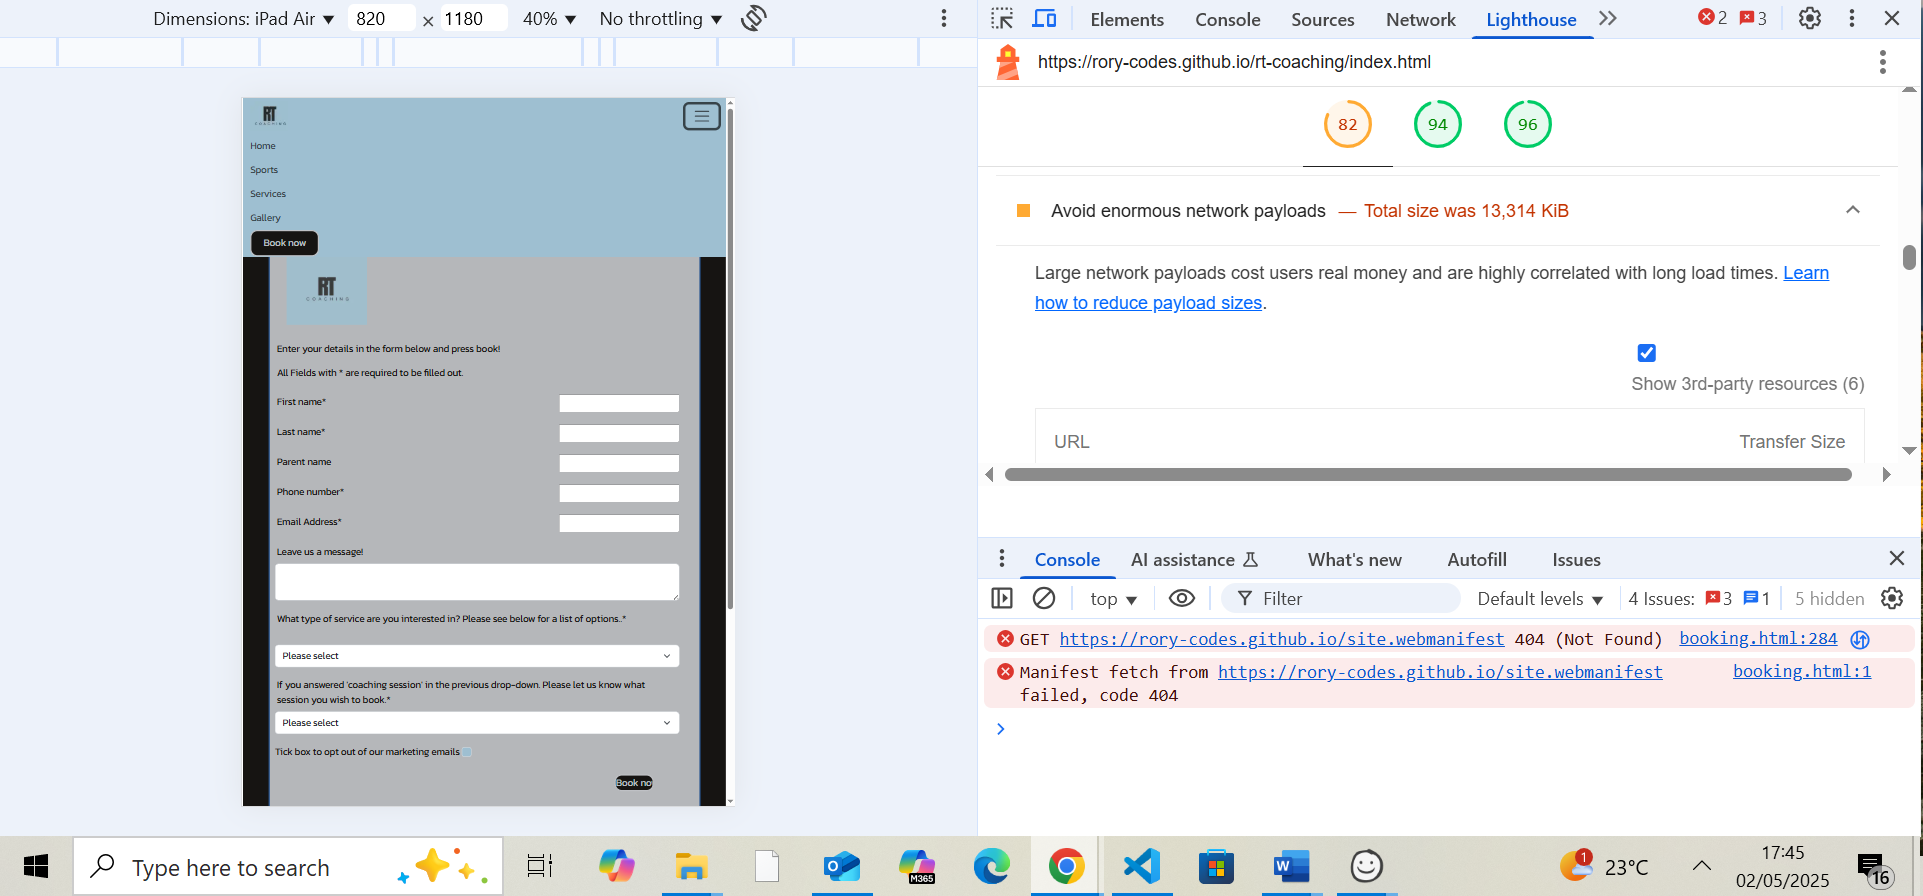 Dimensions: iPad Air ▼ 820 × 1180 40% ▼ No throttling ▼
Elements Console Sources Network Lighthouse 2 3
https://rory-codes.github.io/rt-coaching/index.html
82 94 96
Avoid enormous network payloads — Total size was 13,314 KiB
Large network payloads cost users real money and are highly correlated with long load times. Learn
how to reduce payload sizes.
Show 3rd-party resources (6)
URL Transfer Size
RT
COACHING
Home
Sports
Services
Gallery
Book now
RT
COACHING
Enter your details in the form below and press book!
All Fields with * are required to be filled out.
First name*
Last name*
Parent name
Phone number*
Email Address*
Leave us a message!
What type of service are you interested in? Please see below for a list of options..*
Please select
If you answered 'coaching session' in the previous drop-down. Please let us know what
session you wish to book.*
Please select
Tick box to opt out of our marketing emails
Book no
Console AI assistance What's new Autofill Issues
top ▼ Filter Default levels ▼ 4 Issues: 3 1 5 hidden
GET https://rory-codes.github.io/site.webmanifest 404 (Not Found) booking.html:284
Manifest fetch from https://rory-codes.github.io/site.webmanifest booking.html:1
failed, code 404
Type here to search
M365
1 23°C
17:45
02/05/2025
16